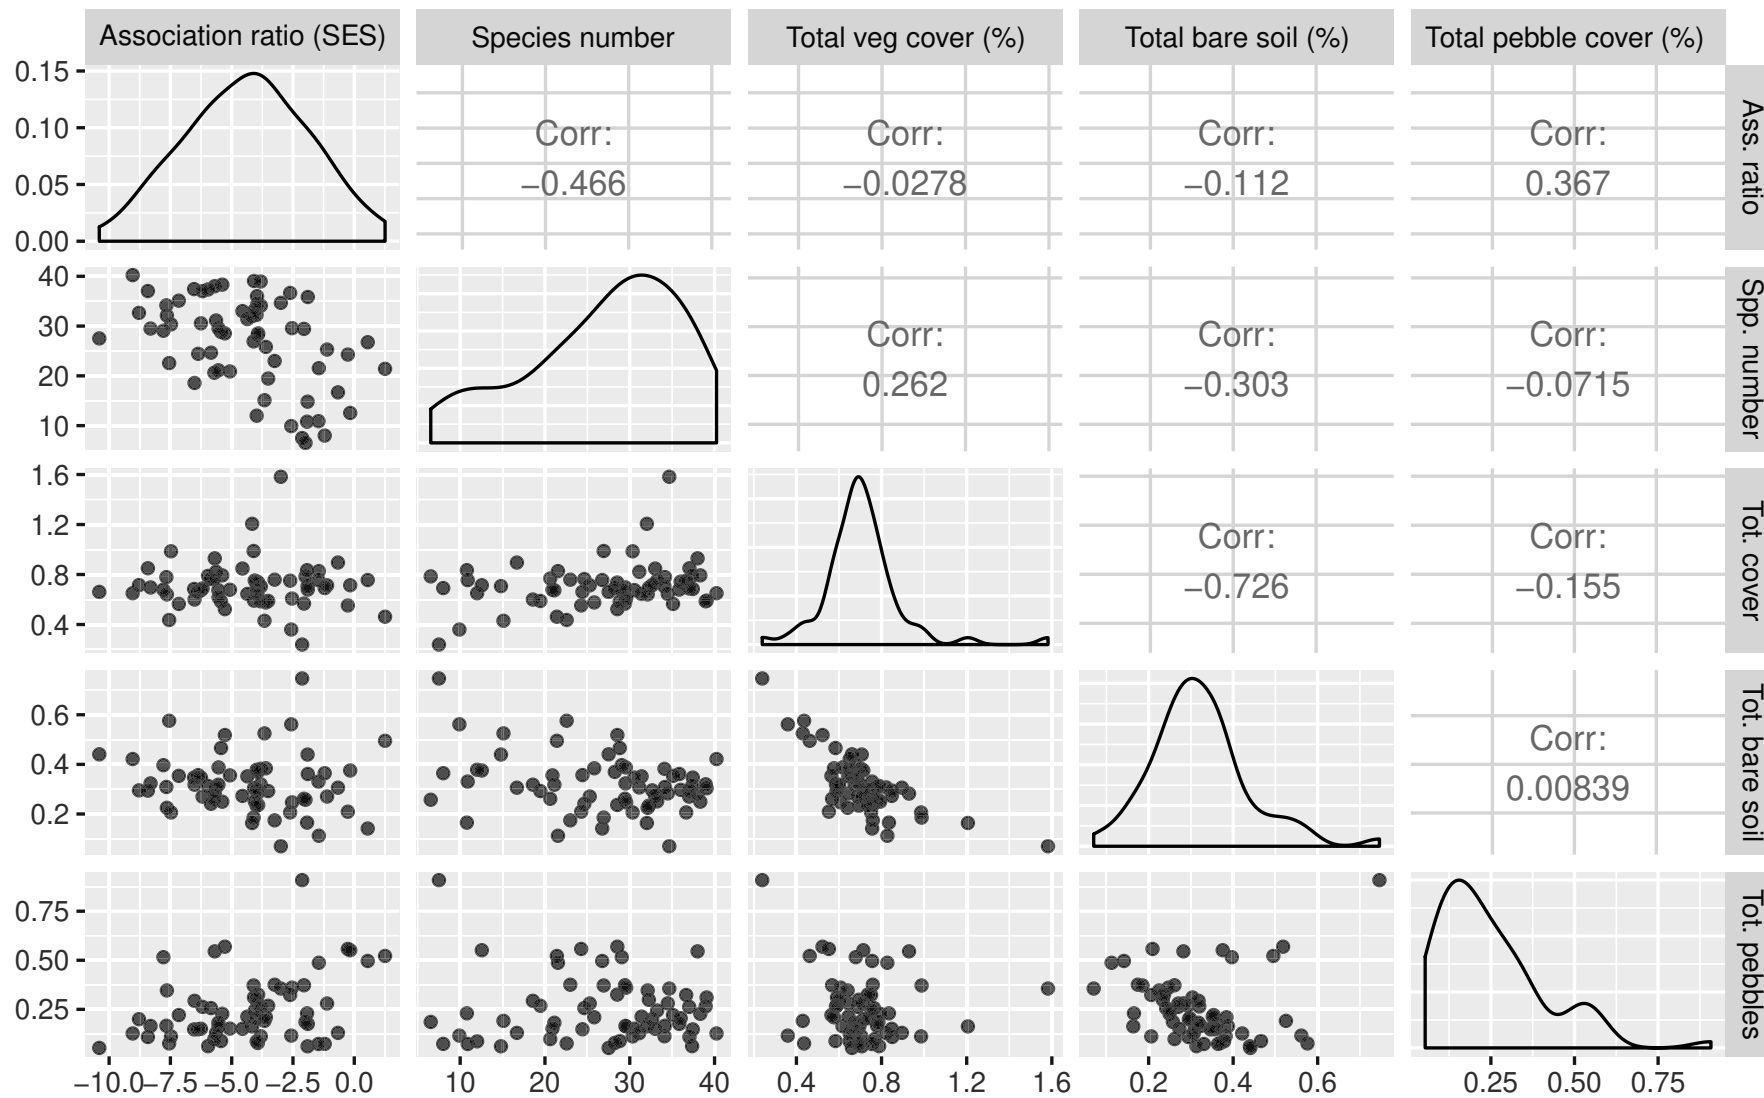 Association ratio (SES) Species number Total veg cover (%) Total bare soil (%) Total pebble cover (%)
0.15
0.10
0.05
0.00
Corr:
−0.466
Corr:
−0.0278
Corr:
−0.112
Corr:
0.367
Ass. ratio
40
30
20
10
Corr:
0.262
Corr:
−0.303
Corr:
−0.0715
Spp. number
1.6
1.2
0.8
0.4
Corr:
−0.726
Corr:
−0.155
Tot. cover
0.6
0.4
0.2
Corr:
0.00839
Tot. bare soil
0.75
0.50
0.25
Tot. pebbles
−10.0 −7.5 −5.0 −2.5 0.0 10 20 30 40 0.4 0.8 1.2 1.6 0.2 0.4 0.6 0.25 0.50 0.75